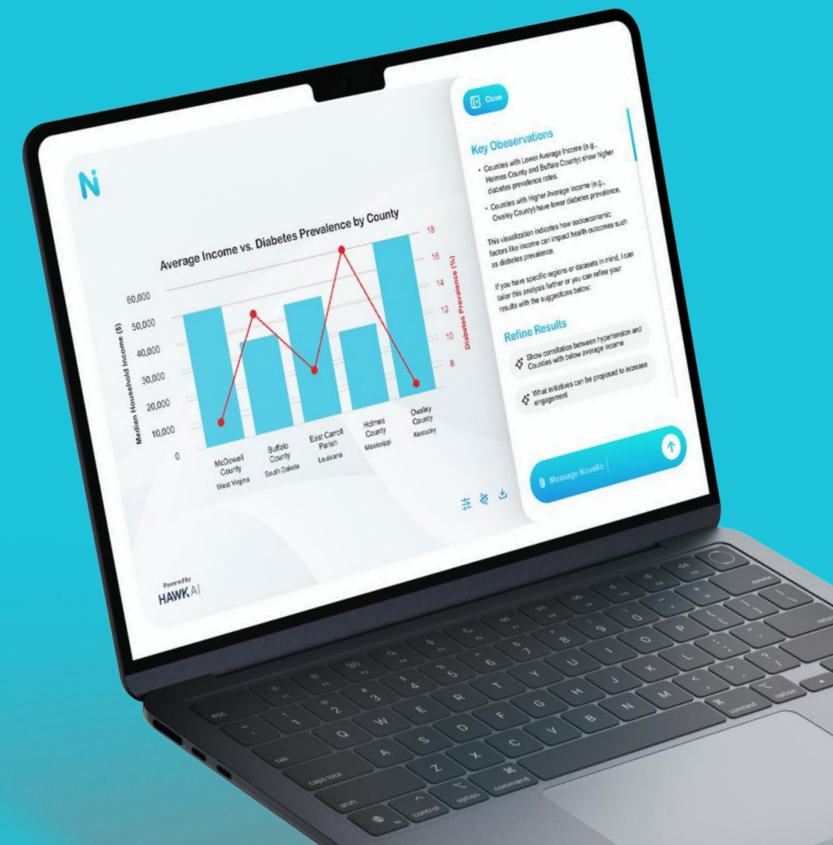 Close
Key Obeservations
• Counties with Lower Average Income (e.g.,
Holmes County and Buffalo County) show higher
diabetes prevalence rates.
• Counties with Higher Average Income (e.g.,
Owsley County) have lower diabetes prevalence.
This visualization indicates how socioeconomic
factors like income can impact health outcomes such
as diabetes prevalence.
If you have specific regions or datasets in mind, I can
tailor this analysis further or you can refine your
results with the suggestions below:
Refine Results
Show correlation between hypertension and
Counties with below average income
What initiatives can be proposed to increase
engagement
Message Novello
Average Income vs. Diabetes Prevalence by County
Median Household Income ($)
60,000
50,000
40,000
30,000
20,000
10,000
0
18
16
14
12
10
8
Diabetes Prevalence (%)
McDowell
County
West Virginia
Buffalo
County
South Dakota
East Carroll
Parish
Louisiana
Holmes
County
Mississippi
Owsley
County
Kentucky
Powered by
HAWK AI
esc
delete
Q W E R T Y U I O P
tab
A S D F G H J K L
caps lock
Z X C V B N M
shift
control
option
command
command
option